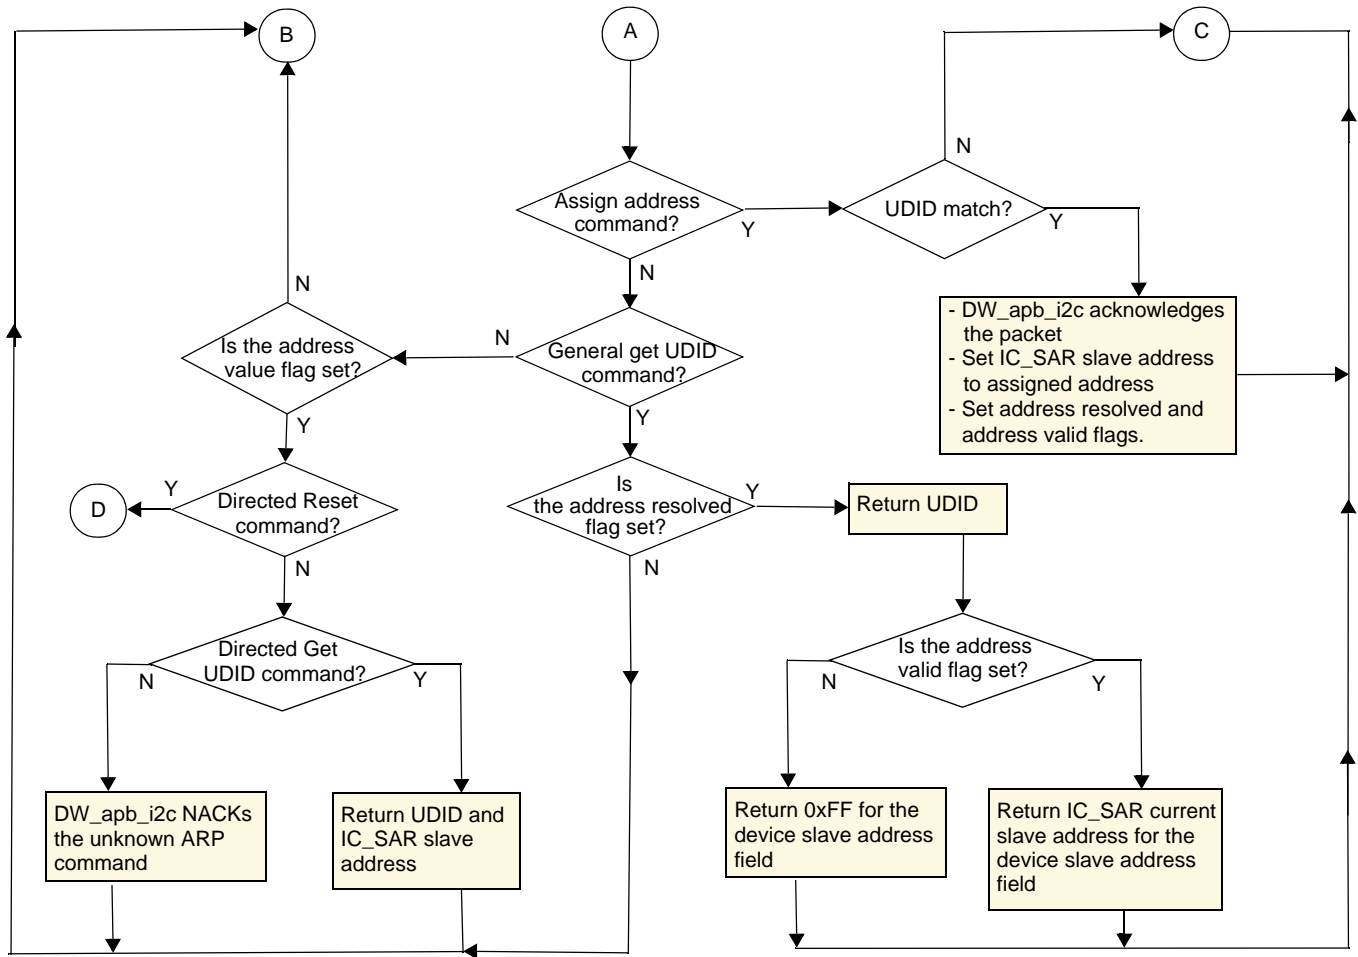 B
A
C
N
Assign address
command?
Y
UDID match?
Y
N
N
- DW_apb_i2c acknowledges
the packet
- Set IC_SAR slave address
to assigned address
- Set address resolved and
address valid flags.
Is the address
value flag set?
N
General get UDID
command?
Y
Y
Directed Reset
command?
Y
D
N
Is
the address resolved
flag set?
Y
N
Return UDID
Directed Get
UDID command?
N
Y
Is the address
valid flag set?
N
Y
DW_apb_i2c NACKs
the unknown ARP
command
Return UDID and
IC_SAR slave
address
Return 0xFF for the
device slave address
field
Return IC_SAR current
slave address for the
device slave address
field